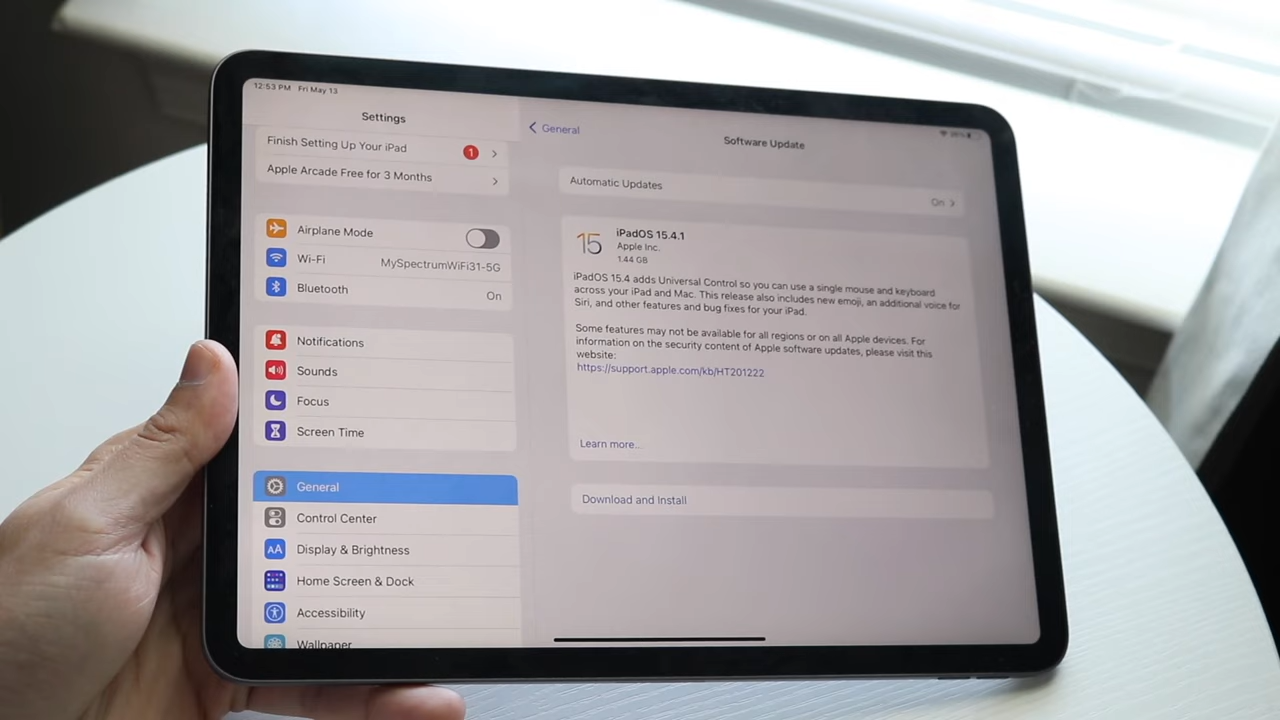 12:53 PM Fri May 13
Settings
Finish Setting Up Your iPad 1
Apple Arcade Free for 3 Months
Airplane Mode
Wi-Fi MySpectrumWiFi31-5G
Bluetooth On
Notifications
Sounds
Focus
Screen Time
General
Control Center
AA Display & Brightness
Home Screen & Dock
Accessibility
Wallpaper
General
Software Update
Automatic Updates On
15
iPadOS 15.4.1
Apple Inc.
1.44 GB
iPadOS 15.4 adds Universal Control so you can use a single mouse and keyboard
across your iPad and Mac. This release also includes new emoji, an additional voice for
Siri, and other features and bug fixes for your iPad.
Some features may not be available for all regions or on all Apple devices. For
information on the security content of Apple software updates, please visit this
website:
https://support.apple.com/kb/HT201222
Learn more...
Download and Install